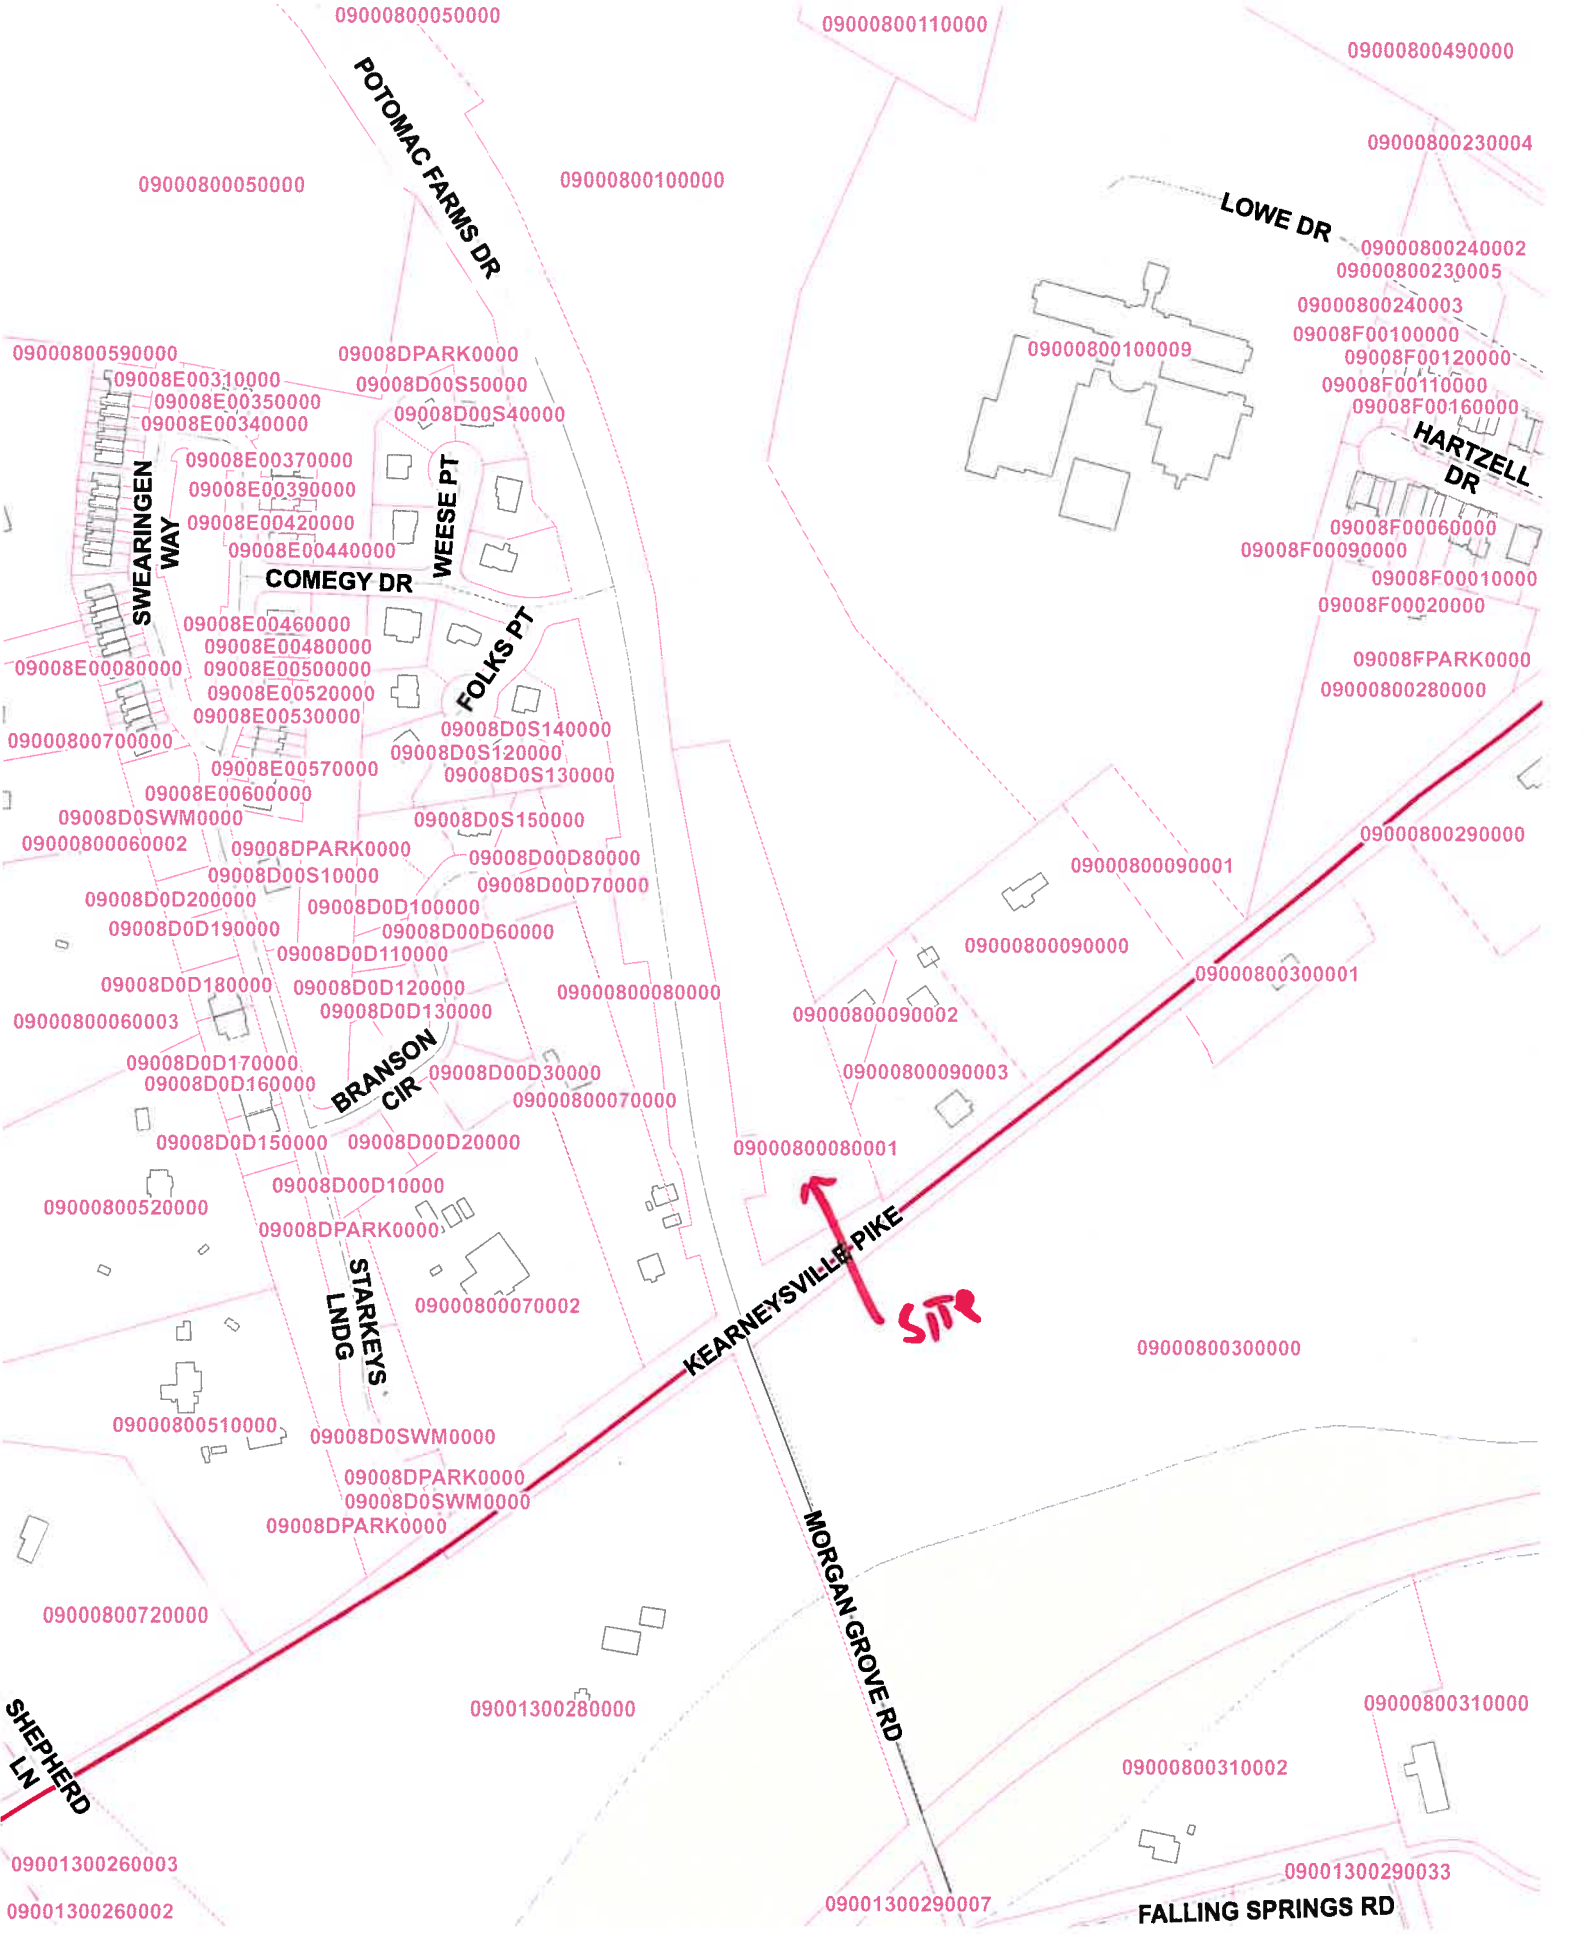 09000800050000
09000800110000
09000800490000
POTOMAC FARMS DR
09000800230004
09000800050000
09000800100000
LOWE DR
09000800240002
09000800230005
09000800240003
09008F00100000
09000800590000
09008DPARK0000
09000800100009
09008F00120000
09008E00310000
09008D00S50000
09008F00110000
09008E00350000
09008F00160000
09008E00340000
09008D00S40000
HARTZELL
DR
09008E00370000
SWEARINGEN
WAY
WEESE PT
09008E00390000
09008E00420000
09008F00060000
09008E00440000
09008F00090000
COMEGY DR
09008F00010000
09008F00020000
09008E00460000
FOLKS PT
09008E00480000
09008E00080000
09008E00500000
09008FPARK0000
09008E00520000
09000800280000
09008E00530000
09008D0S140000
09000800700000
09008D0S120000
09008E00570000
09008D0S130000
09008E00600000
09008D0SWM0000
09008D0S150000
09000800290000
09000800060002
09008DPARK0000
09008D00D80000
09000800090001
09008D00S10000
09008D00D70000
09008D0D200000
09008D0D100000
09008D0D190000
09008D00D60000
09000800090000
09008D0D110000
09000800300001
09008D0D180000
09008D0D120000
09000800080000
09008D0D130000
09000800090002
09000800060003
09008D0D170000
BRANSON
CIR
09008D00D30000
09000800090003
09008D0D160000
09000800070000
09008D0D150000
09008D00D20000
09000800080001
09008D00D10000
09000800520000
09008DPARK0000
KEARNEYSVILLE PIKE
STARKEYS
LNDG
09000800070002
SITE
09000800300000
09000800510000
09008D0SWM0000
09008DPARK0000
09008D0SWM0000
09008DPARK0000
MORGAN GROVE RD
09000800720000
09001300280000
09000800310000
SHEPHERD
LN
09000800310002
09001300260003
09001300290033
09001300290007
09001300260002
FALLING SPRINGS RD